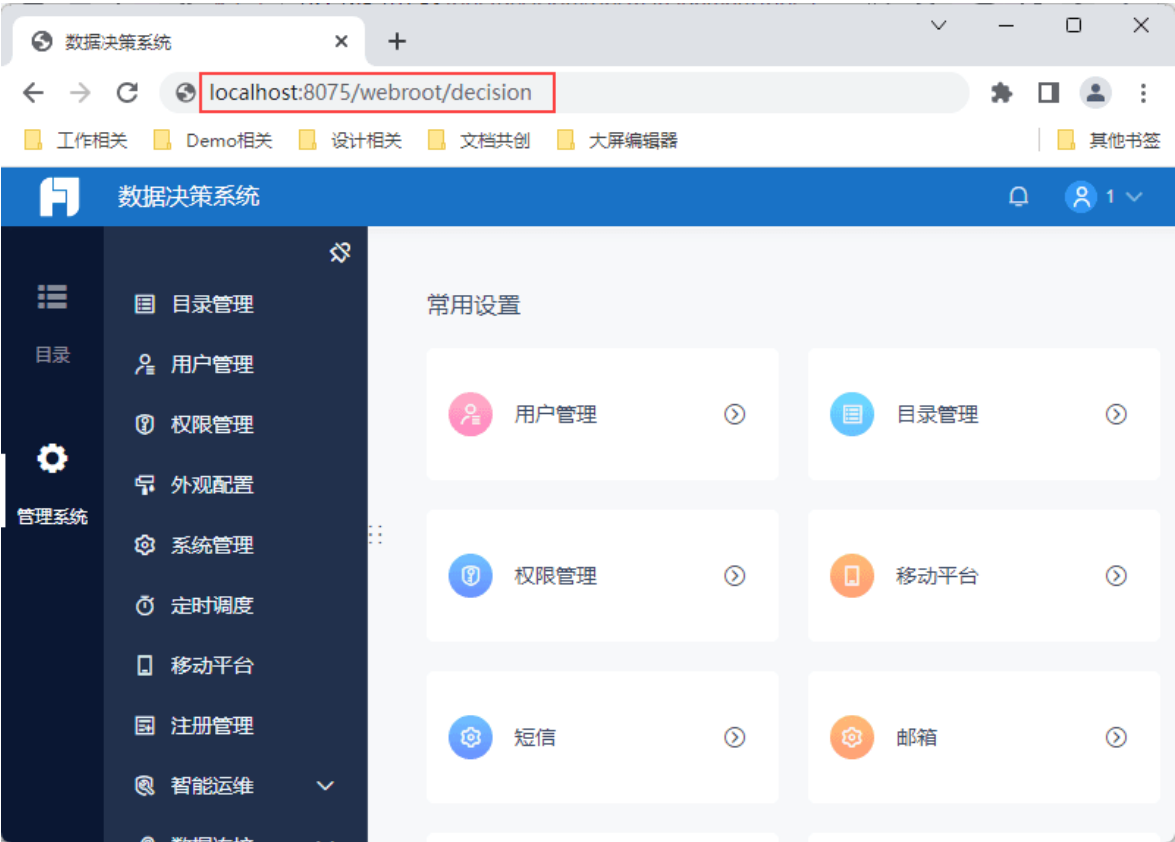 数据决策系统
localhost:8075/webroot/decision
工作相关 Demo相关 设计相关 文档共创 大屏编辑器 其他书签
数据决策系统 1
目录
管理系统
目录管理
用户管理
权限管理
外观配置
系统管理
定时调度
移动平台
注册管理
智能运维
常用设置
用户管理 目录管理
权限管理 移动平台
短信 邮箱